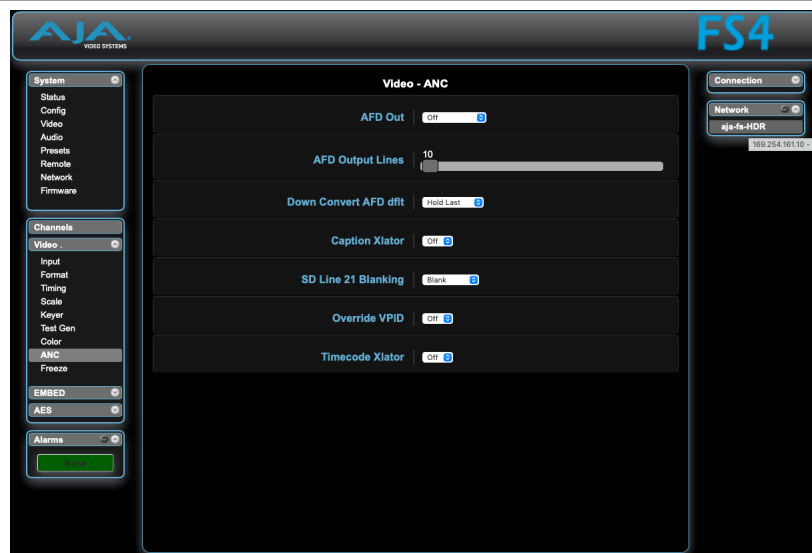 AJA
VIDEO SYSTEMS
FS4
System
Status
Config
Video
Audio
Presets
Remote
Network
Firmware
Channels
Video .
Input
Format
Timing
Scale
Keyer
Test Gen
Color
ANC
Freeze
EMBED
AES
Alarms
None
Video - ANC
AFD Out Off
AFD Output Lines 10
Down Convert AFD dflt Hold Last
Caption Xlator Off
SD Line 21 Blanking Blank
Override VPID Off
Timecode Xlator Off
Connection
Network
aja-fs-HDR
169.254.161.10 -